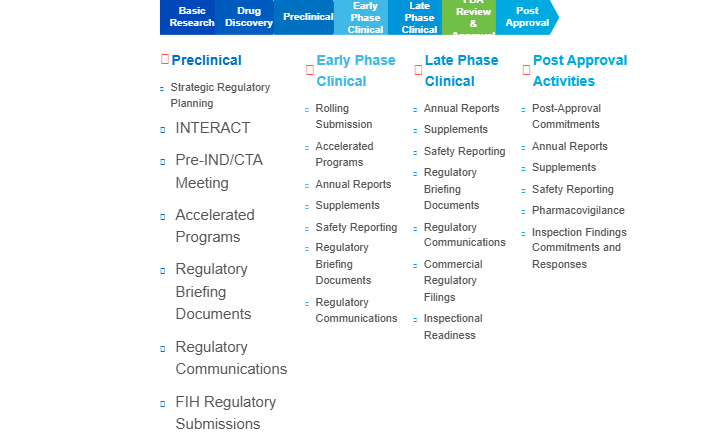 Basic
Research
Drug
Discovery
Preclinical
Early
Phase
Clinical
Late
Phase
Clinical
FDA
Review
&
Approval
Post
Approval
Preclinical
Strategic Regulatory
Planning
INTERACT
Pre-IND/CTA
Meeting
Accelerated
Programs
Regulatory
Briefing
Documents
Regulatory
Communications
FIH Regulatory
Submissions
Early Phase
Clinical
Rolling
Submission
Accelerated
Programs
Annual Reports
Supplements
Safety Reporting
Regulatory
Briefing
Documents
Regulatory
Communications
Late Phase
Clinical
Annual Reports
Supplements
Safety Reporting
Regulatory
Briefing
Documents
Regulatory
Communications
Commercial
Regulatory
Filings
Inspectional
Readiness
Post Approval
Activities
Post-Approval
Commitments
Annual Reports
Supplements
Safety Reporting
Pharmacovigilance
Inspection Findings
Commitments and
Responses